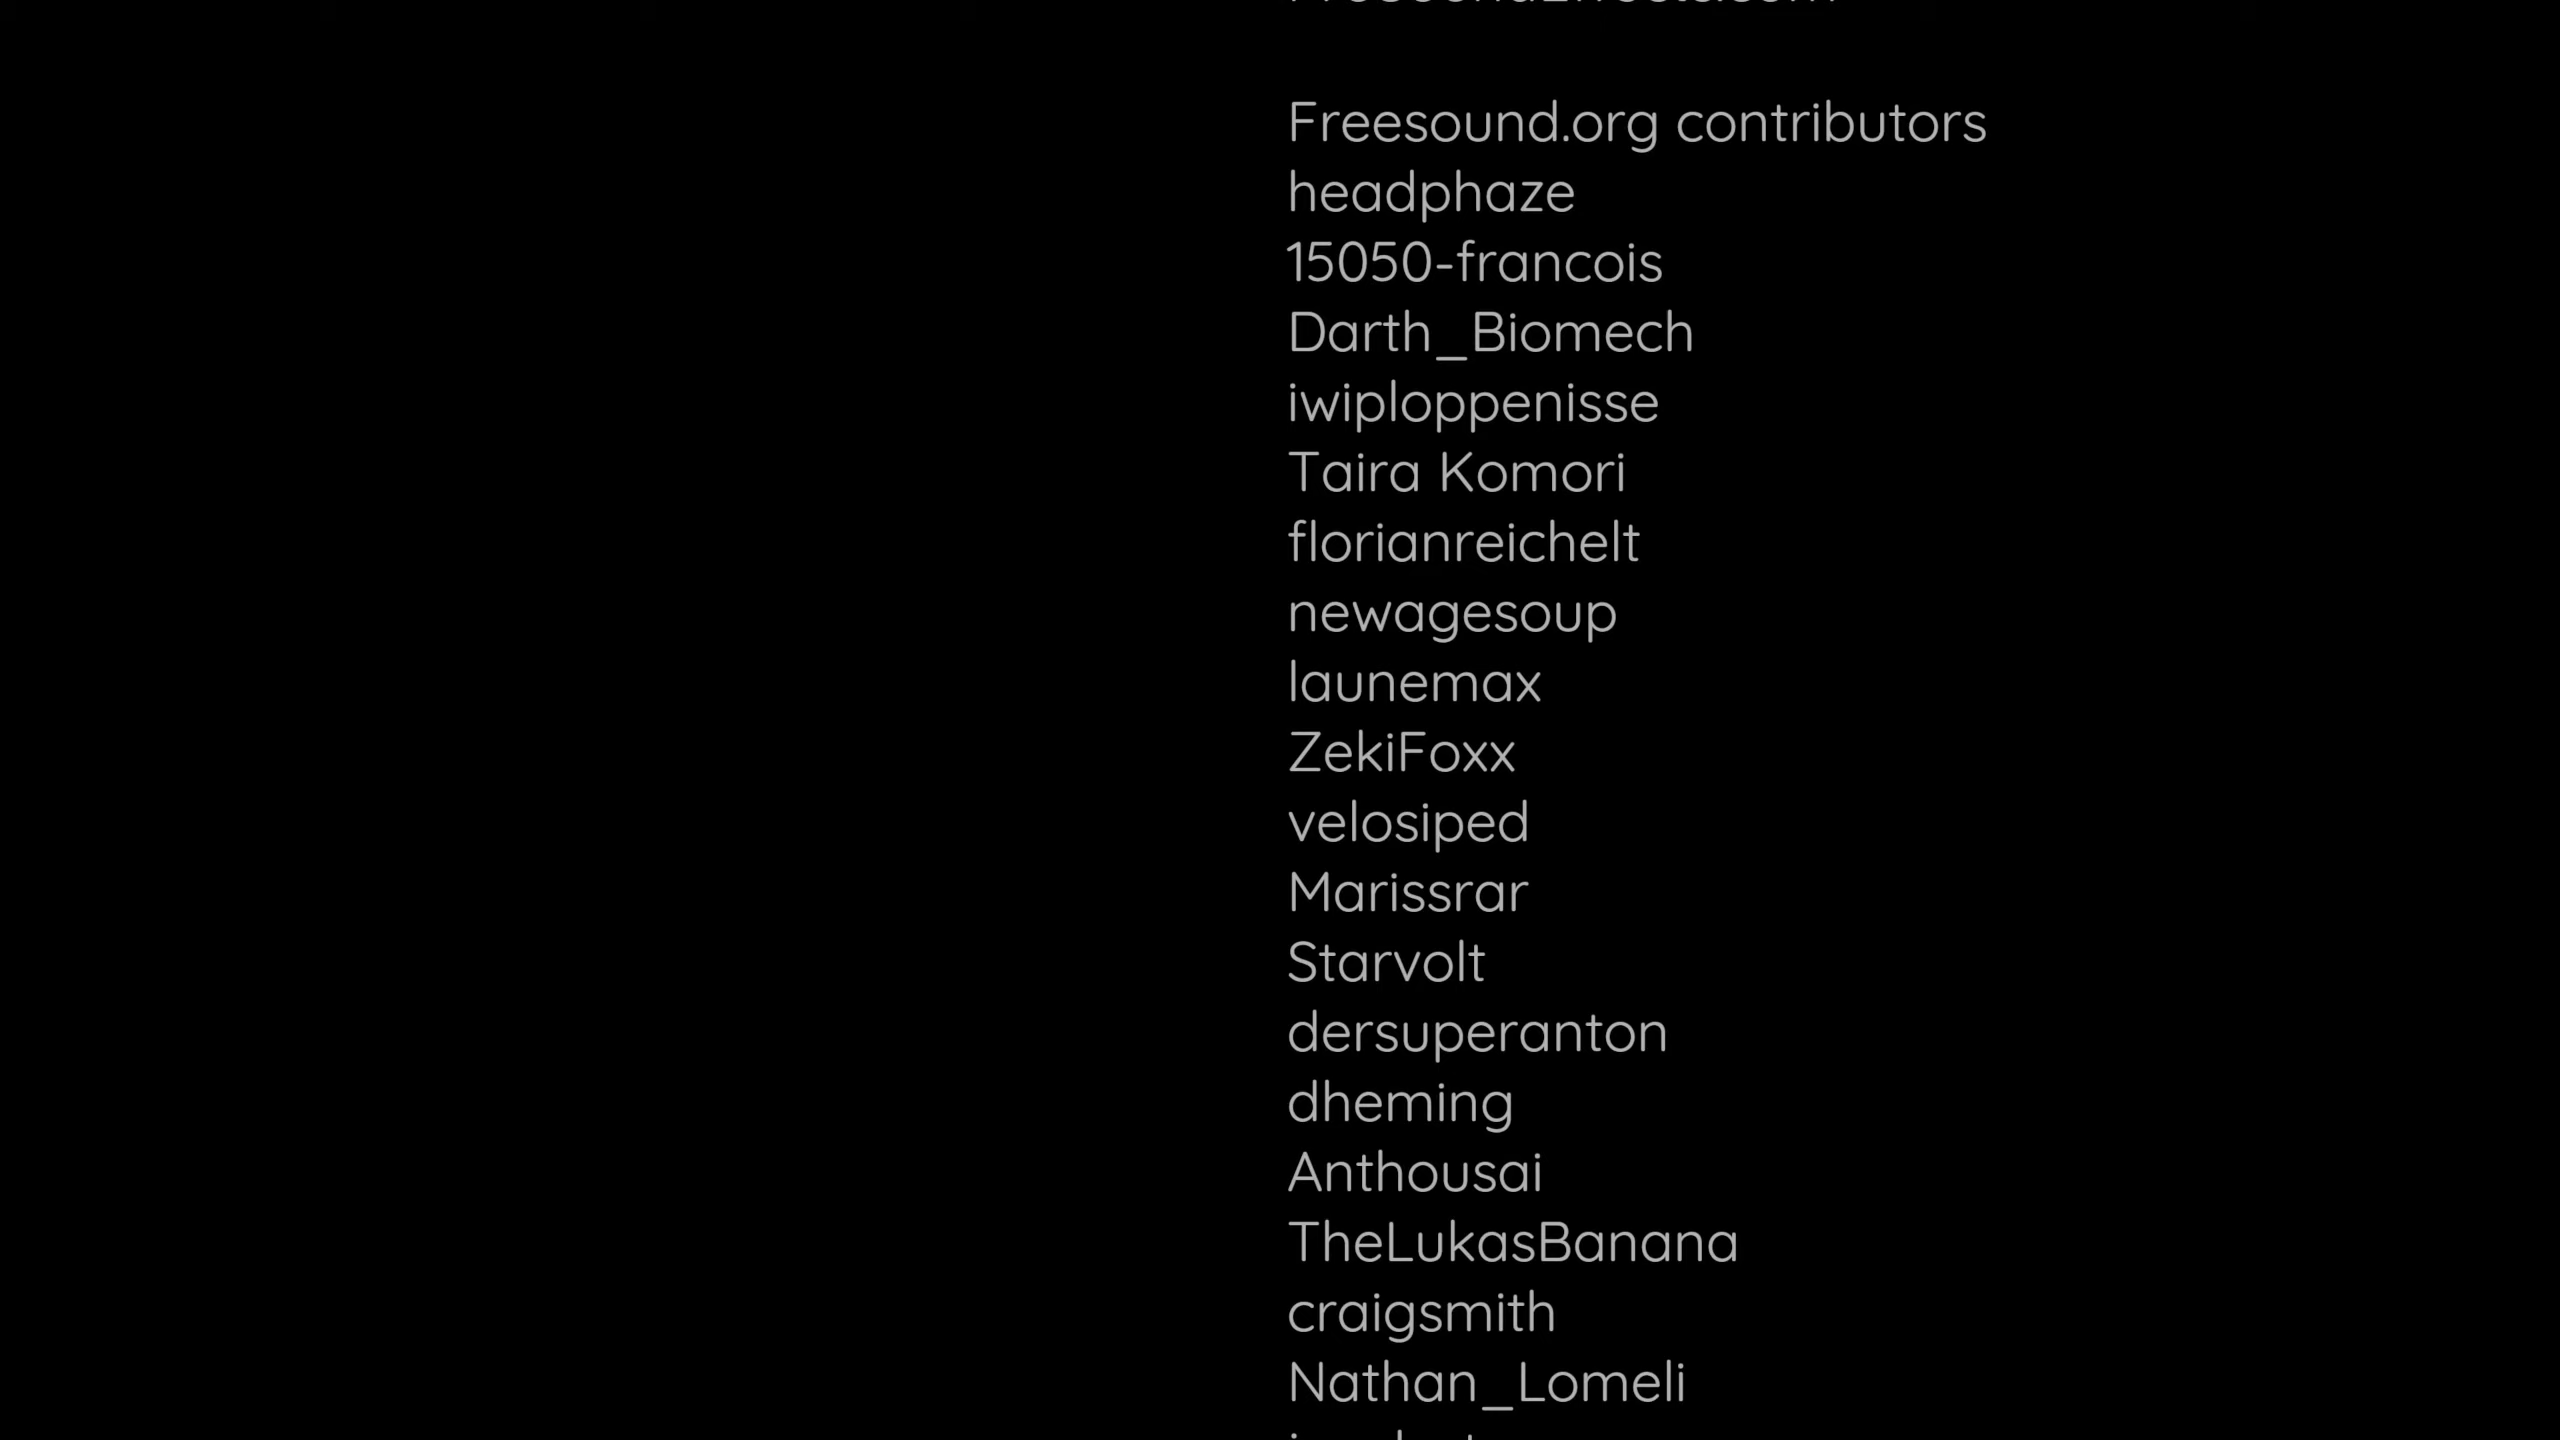 Freesound.org contributors
headphaze
15050-francois
Darth_Biomech
iwiploppenisse
Taira Komori
florianreichelt
newagesoup
launemax
ZekiFoxx
velosiped
Marissrar
Starvolt
dersuperanton
dheming
Anthousai
TheLukasBanana
craigsmith
Nathan_Lomeli